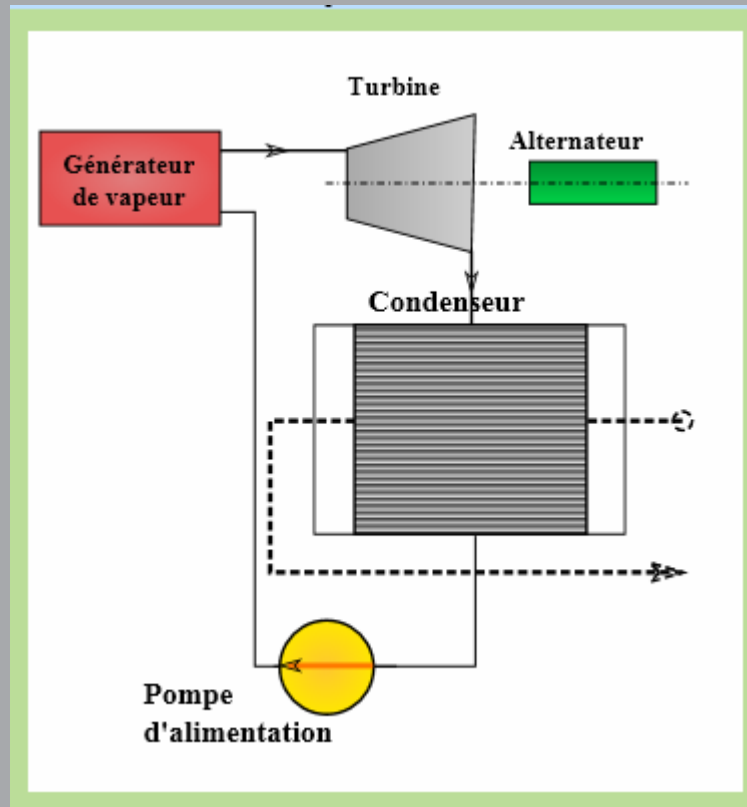 Turbine
Alternateur
Générateur
de vapeur
Condenseur
Pompe
d'alimentation